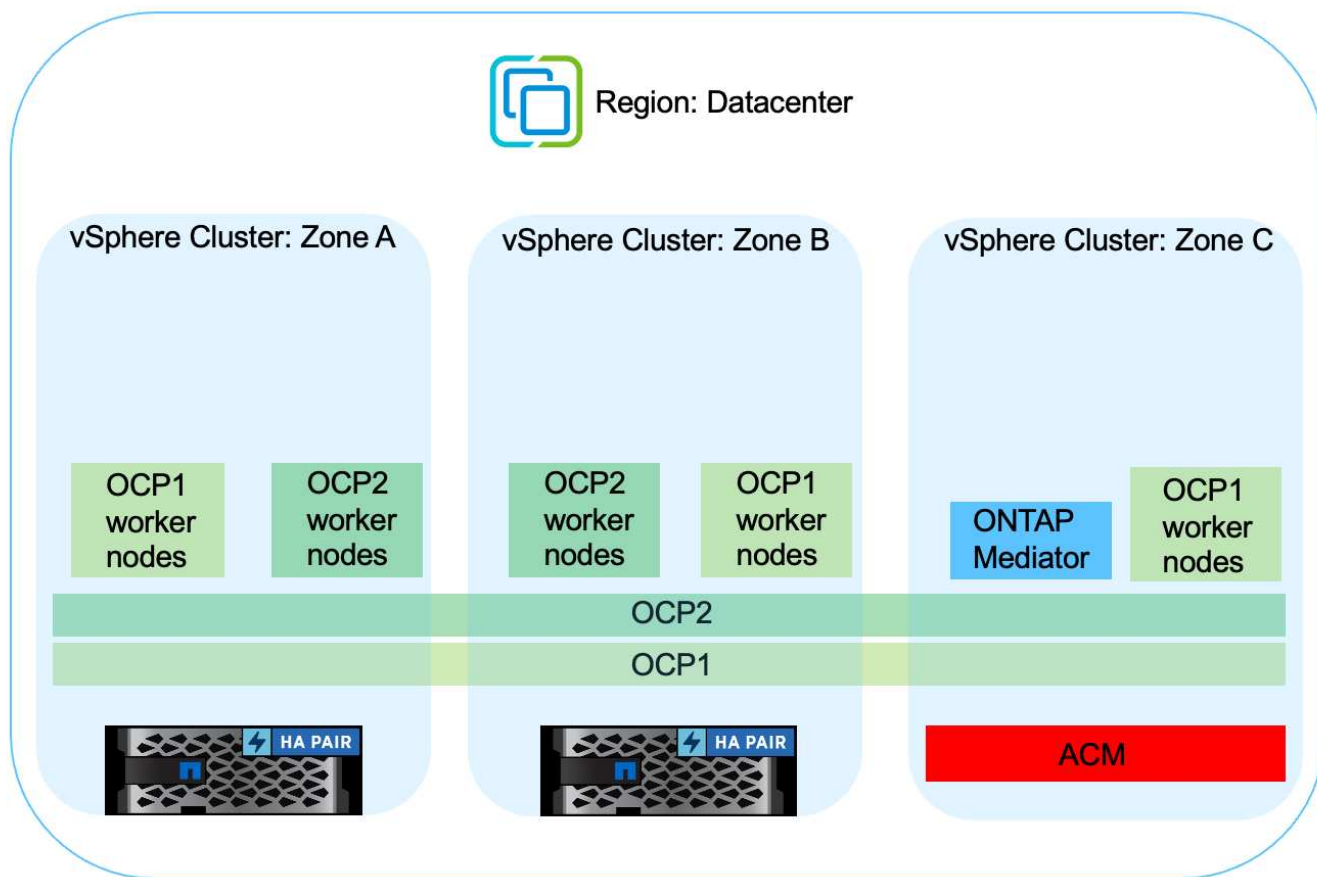 Region: Datacenter
vSphere Cluster: Zone A
vSphere Cluster: Zone B
vSphere Cluster: Zone C
OCP1
worker
nodes
OCP2
worker
nodes
OCP2
worker
nodes
OCP1
worker
nodes
ONTAP
Mediator
OCP1
worker
nodes
OCP2
OCP1
HA PAIR
HA PAIR
ACM